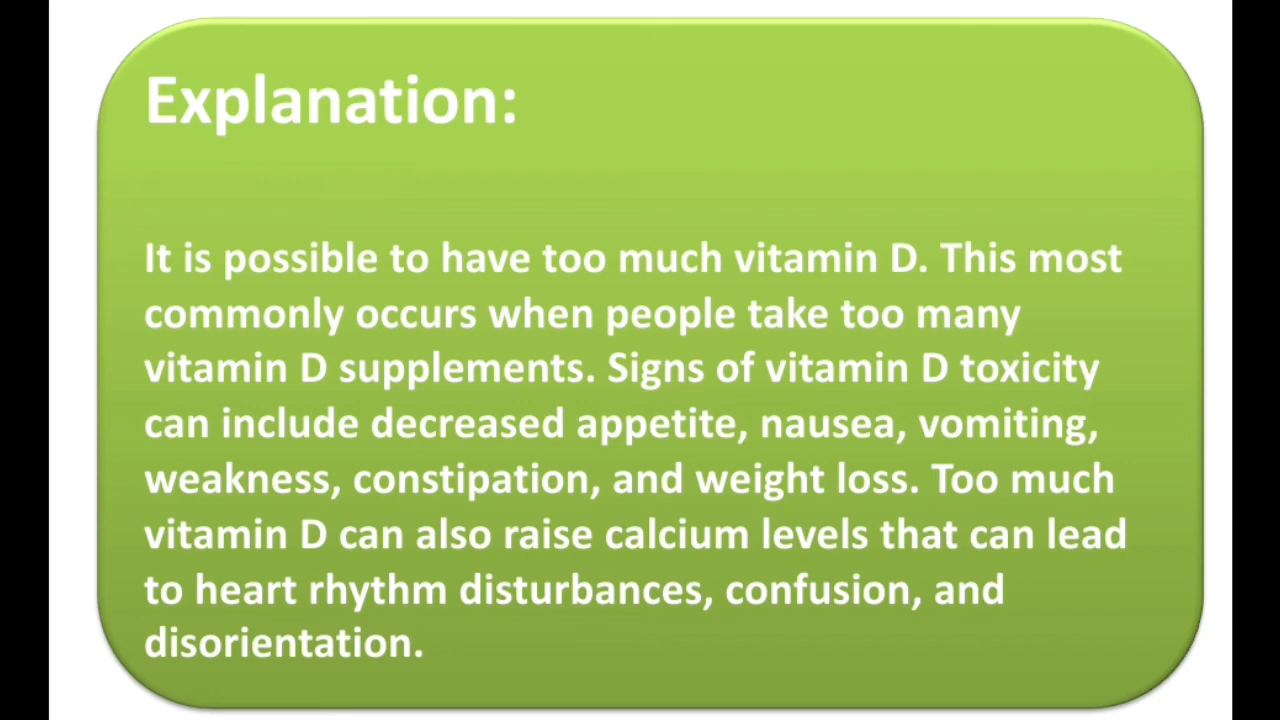 Explanation:
It is possible to have too much vitamin D. This most
commonly occurs when people take too many
vitamin D supplements. Signs of vitamin D toxicity
can include decreased appetite, nausea, vomiting,
weakness, constipation, and weight loss. Too much
vitamin D can also raise calcium levels that can lead
to heart rhythm disturbances, confusion, and
disorientation.